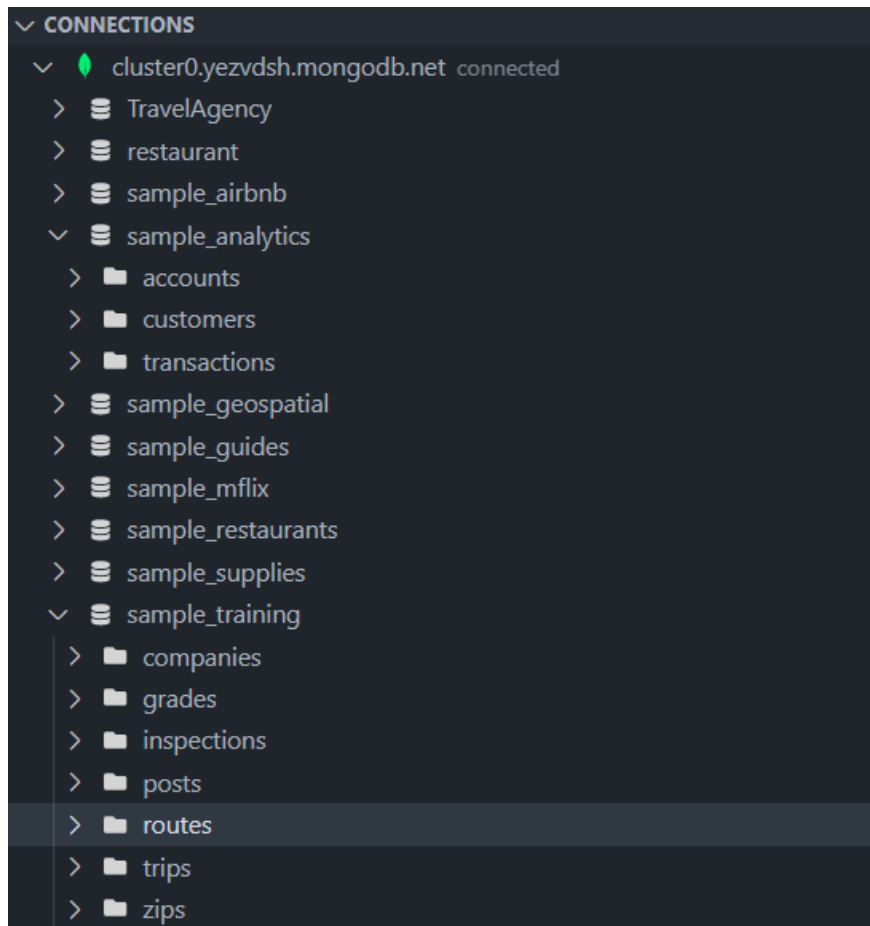 CONNECTIONS
cluster0.yezvdsh.mongodb.net connected
TravelAgency
restaurant
sample_airbnb
sample_analytics
accounts
customers
transactions
sample_geospatial
sample_guides
sample_mflix
sample_restaurants
sample_supplies
sample_training
companies
grades
inspections
posts
routes
trips
zips